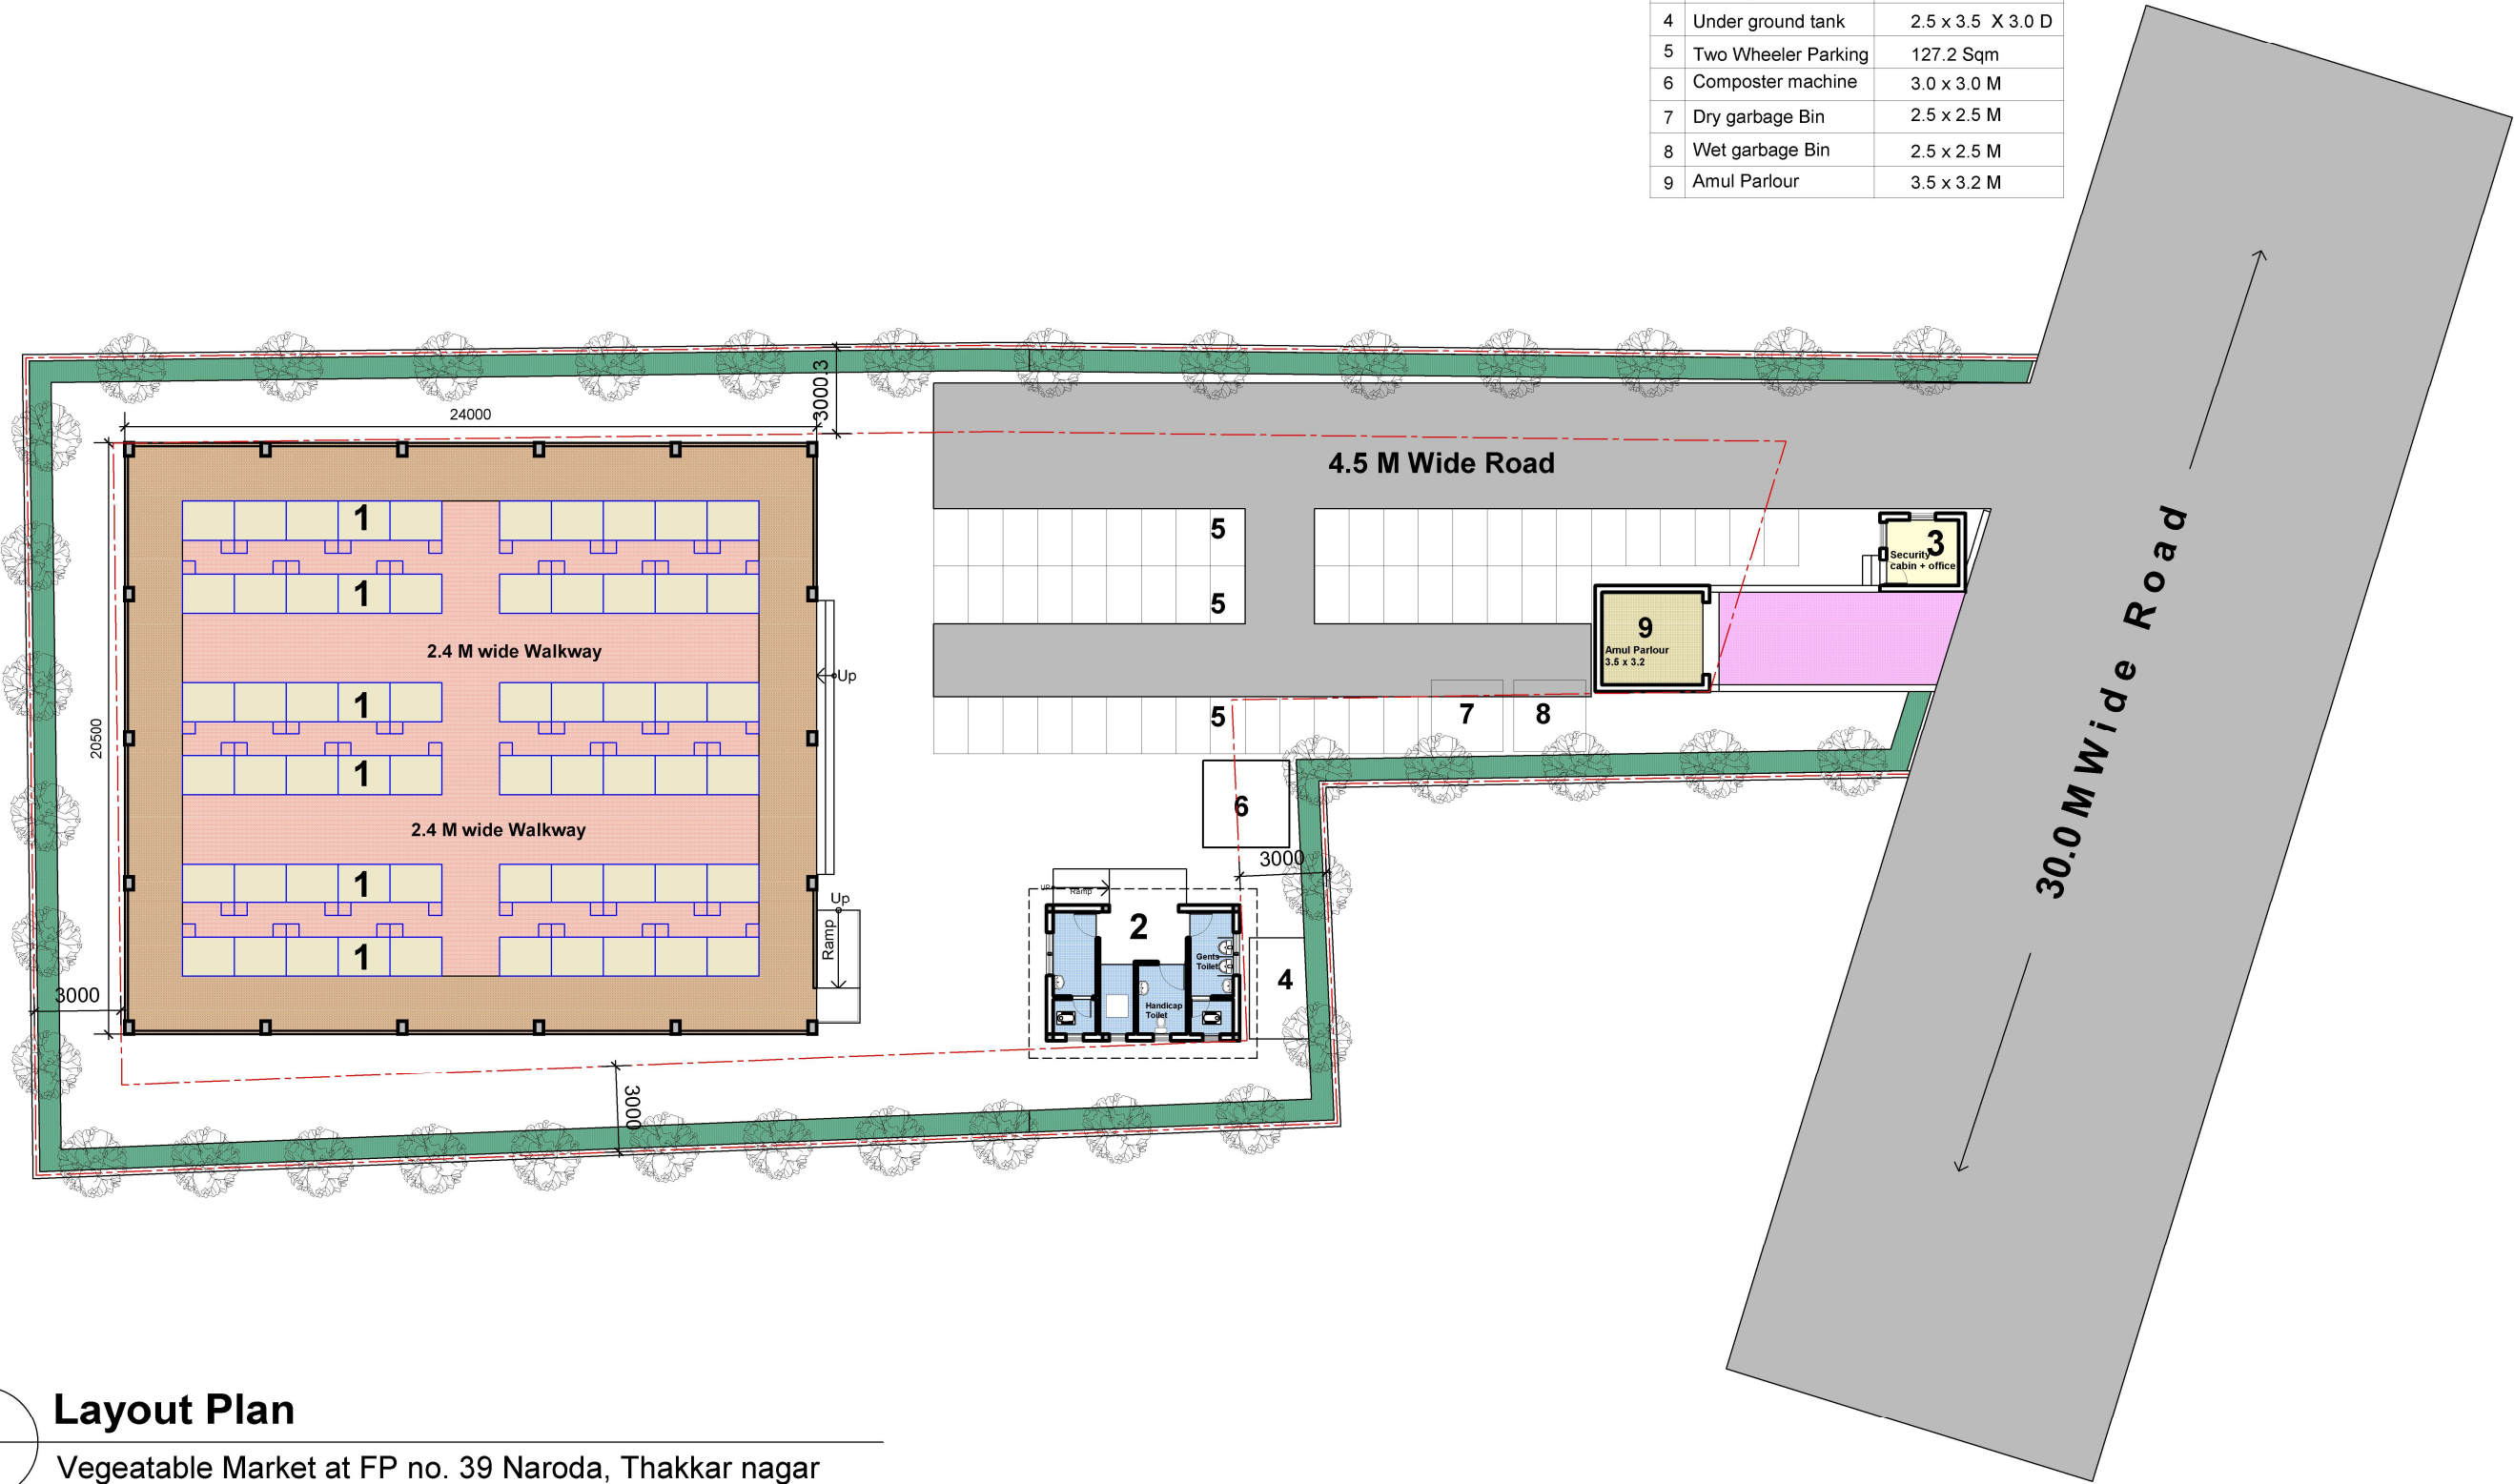 4 Under ground tank 2.5 x 3.5 X 3.0 D
5 Two Wheeler Parking 127.2 Sqm
6 Composter machine 3.0 x 3.0 M
7 Dry garbage Bin 2.5 x 2.5 M
8 Wet garbage Bin 2.5 x 2.5 M
9 Amul Parlour 3.5 x 3.2 M
3
3000
24000
4.5 M Wide Road
1
5
3
Security
cabin + office
1
5
9
Amul Parlour
3.5 x 3.2
2.4 M wide Walkway
Up
30.0 M Wide Road
1
5
7
8
20500
1
6
2.4 M wide Walkway
3000
1
Up
UP
Ramp
2
Ramp
1
Gents
Toilet
4
3000
Handicap
Toilet
3000
Layout Plan
Vegeatable Market at FP no. 39 Naroda, Thakkar nagar